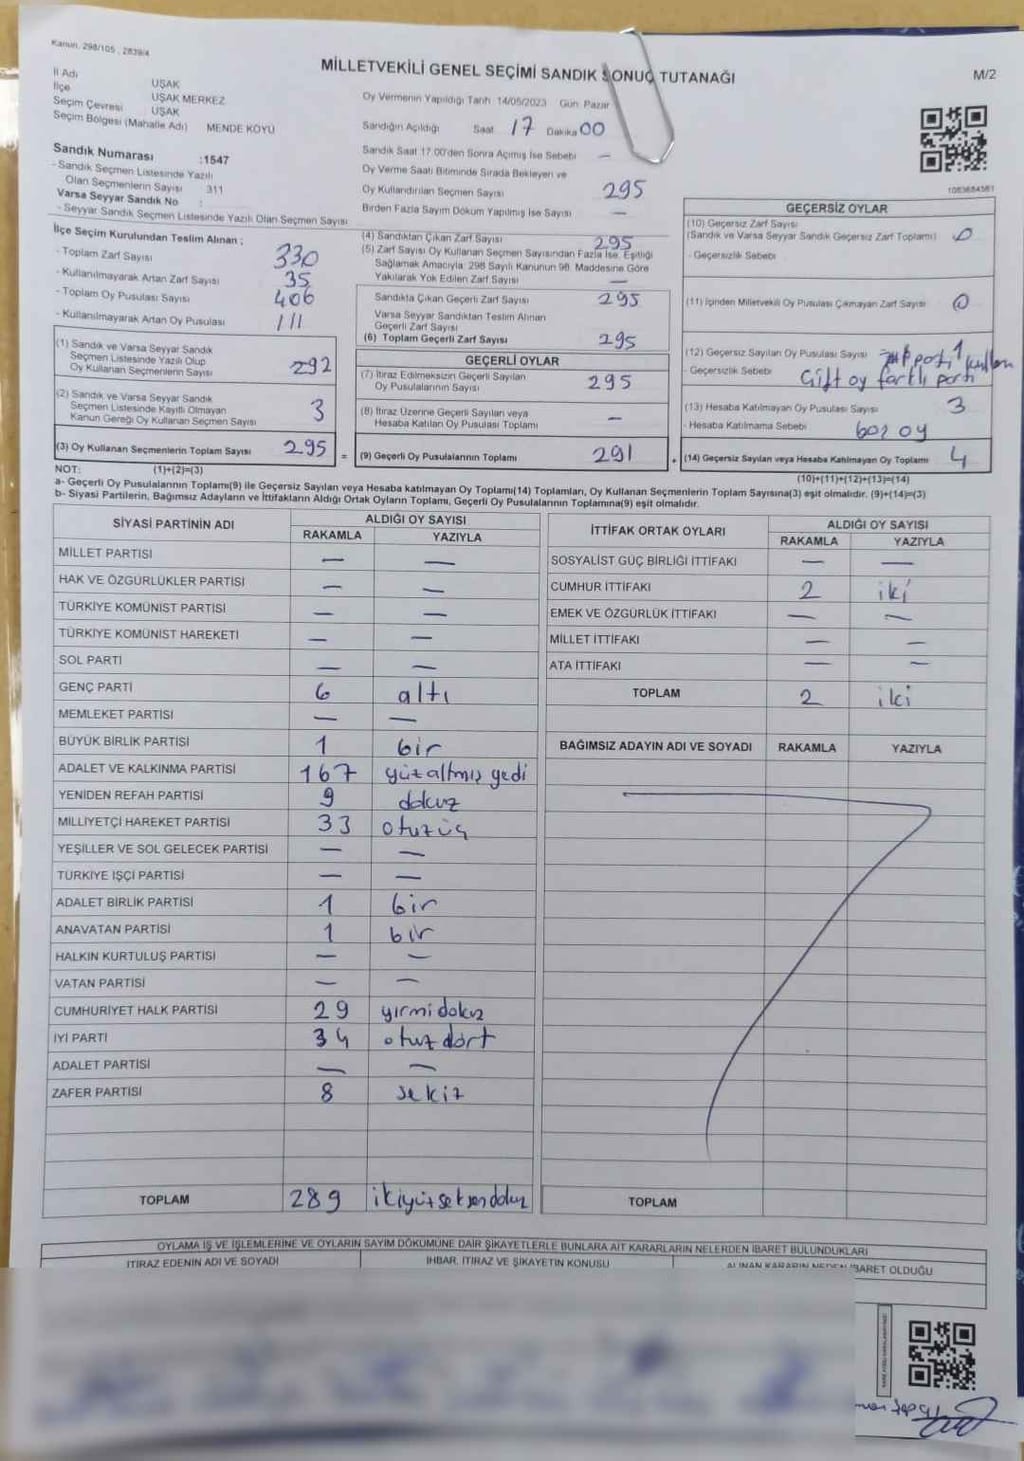 Kanun. 298/105 , 2839/4
MİLLETVEKİLİ GENEL SEÇİMİ SANDIK SONUÇ TUTANAĞI
M/2
İl Adı UŞAK
İlçe UŞAK MERKEZ
Seçim Çevresi UŞAK
Seçim Bölgesi (Mahalle Adı) MENDE KÖYÜ
Sandık Numarası :1547
- Sandık Seçmen Listesinde Yazılı
Olan Seçmenlerin Sayısı 311
Varsa Seyyar Sandık No :
- Seyyar Sandık Seçmen Listesinde Yazılı Olan Seçmen Sayısı
Oy Vermenin Yapıldığı Tarih 14/05/2023 Gün Pazar
Sandığın Açıldığı Saat 17 Dakika 00
Sandık Saat 17.00'den Sonra Açılmış İse Sebebi —
Oy Verme Saati Bitiminde Sırada Bekleyen ve
Oy Kullandırılan Seçmen Sayısı 295
Birden Fazla Sayım Döküm Yapılmış İse Sayısı —
1083684381
İlçe Seçim Kurulundan Teslim Alınan ;
- Toplam Zarf Sayısı 330
- Kullanılmayarak Artan Zarf Sayısı 35
- Toplam Oy Pusulası Sayısı 406
- Kullanılmayarak Artan Oy Pusulası 111
(1) Sandık ve Varsa Seyyar Sandık
Seçmen Listesinde Yazılı Olup
Oy Kullanan Seçmenlerin Sayısı 292
(2) Sandık ve Varsa Seyyar Sandık
Seçmen Listesinde Kayıtlı Olmayan
Kanun Gereği Oy Kullanan Seçmen Sayısı 3
(3) Oy Kullanan Seçmenlerin Toplam Sayısı 295 =
(4) Sandıktan Çıkan Zarf Sayısı 295
(5) Zarf Sayısı Oy Kullanan Seçmen Sayısından Fazla İse, Eşitliği
Sağlamak Amacıyla; 298 Sayılı Kanunun 98. Maddesine Göre
Yakılarak Yok Edilen Zarf Sayısı —
Sandıkta Çıkan Geçerli Zarf Sayısı 295
Varsa Seyyar Sandıktan Teslim Alınan
Geçerli Zarf Sayısı
(6) Toplam Geçerli Zarf Sayısı 295
GEÇERLİ OYLAR
(7) İtiraz Edilmeksizin Geçerli Sayılan
Oy Pusulalarının Sayısı 295
(8) İtiraz Üzerine Geçerli Sayılan veya
Hesaba Katılan Oy Pusulası Toplamı —
(9) Geçerli Oy Pusulalarının Toplamı 291 +
GEÇERSİZ OYLAR
(10) Geçersiz Zarf Sayısı
(Sandık ve Varsa Seyyar Sandık Geçersiz Zarf Toplamı) 0
- Geçersizlik Sebebi
(11) İçinden Milletvekili Oy Pusulası Çıkmayan Zarf Sayısı 0
(12) Geçersiz Sayılan Oy Pusulası Sayısı 1
- Geçersizlik Sebebi Çift oy farklı parti
(13) Hesaba Katılmayan Oy Pusulası Sayısı 3
- Hesaba Katılmama Sebebi boş oy
(14) Geçersiz Sayılan veya Hesaba Katılmayan Oy Toplamı 4
NOT: (1)+(2)=(3) (10)+(11)+(12)+(13)=(14)
a- Geçerli Oy Pusulalarının Toplamı(9) ile Geçersiz Sayılan veya Hesaba katılmayan Oy Toplamı(14) Toplamları, Oy Kullanan Seçmenlerin Toplam Sayısına(3) eşit olmalıdır. (9)+(14)=(3)
b- Siyasi Partilerin, Bağımsız Adayların ve İttifakların Aldığı Ortak Oyların Toplamı, Geçerli Oy Pusulalarının Toplamına(9) eşit olmalıdır.
SİYASİ PARTİNİN ADI ALDIĞI OY SAYISI
RAKAMLA YAZIYLA
MİLLET PARTİSİ — —
HAK VE ÖZGÜRLÜKLER PARTİSİ — —
TÜRKİYE KOMÜNİST PARTİSİ — —
TÜRKİYE KOMÜNİST HAREKETİ — —
SOL PARTİ — —
GENÇ PARTİ 6 altı
MEMLEKET PARTİSİ — —
BÜYÜK BİRLİK PARTİSİ 1 bir
ADALET VE KALKINMA PARTİSİ 167 yüzaltmış yedi
YENİDEN REFAH PARTİSİ 9 dokuz
MİLLİYETÇİ HAREKET PARTİSİ 33 otuzüç
YEŞİLLER VE SOL GELECEK PARTİSİ — —
TÜRKİYE İŞÇİ PARTİSİ — —
ADALET BİRLİK PARTİSİ 1 bir
ANAVATAN PARTİSİ 1 bir
HALKIN KURTULUŞ PARTİSİ — —
VATAN PARTİSİ — —
CUMHURİYET HALK PARTİSİ 29 yirmidokuz
İYİ PARTİ 34 otuz dört
ADALET PARTİSİ — —
ZAFER PARTİSİ 8 sekiz
TOPLAM 289 ikiyüzseksendokuz
İTTİFAK ORTAK OYLARI ALDIĞI OY SAYISI
RAKAMLA YAZIYLA
SOSYALİST GÜÇ BİRLİĞİ İTTİFAKI — —
CUMHUR İTTİFAKI 2 iki
EMEK VE ÖZGÜRLÜK İTTİFAKI — —
MİLLET İTTİFAKI — —
ATA İTTİFAKI — —
TOPLAM 2 iki
BAĞIMSIZ ADAYIN ADI VE SOYADI RAKAMLA YAZIYLA
TOPLAM
OYLAMA İŞ VE İŞLEMLERİNE VE OYLARIN SAYIM DÖKÜMÜNE DAİR ŞİKAYETLERLE BUNLARA AİT KARARLARIN NELERDEN İBARET BULUNDUKLARI
İTİRAZ EDENİN ADI VE SOYADI İHBAR, İTİRAZ VE ŞİKAYETİN KONUSU ALINAN KARARIN NEDEN İBARET OLDUĞU